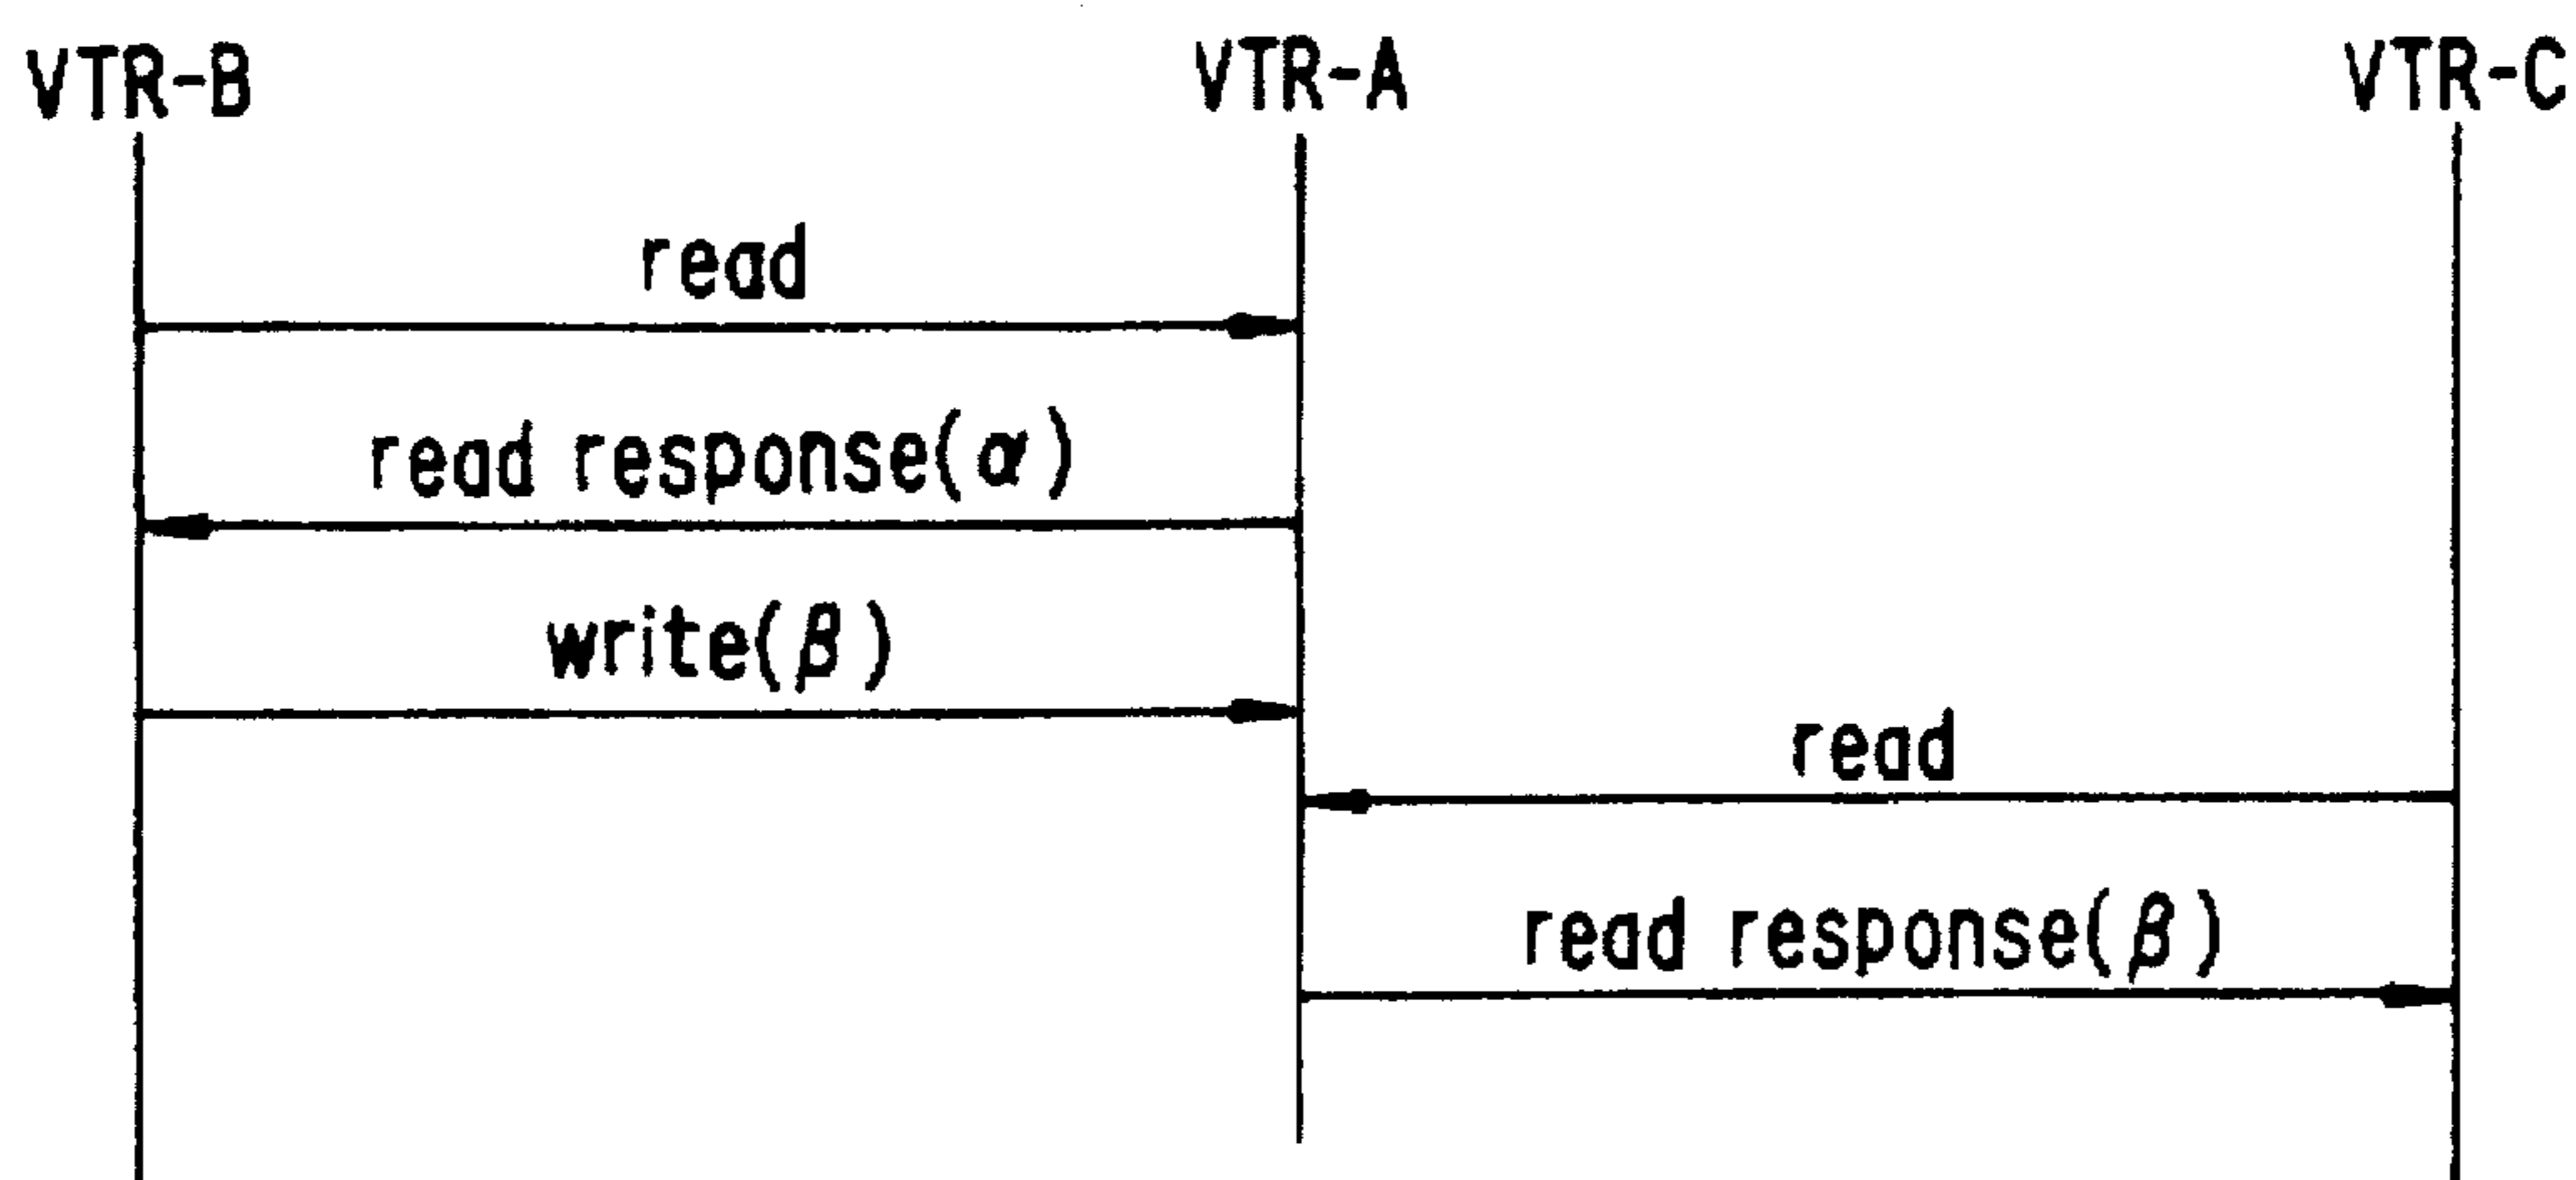 VTR-B VTR-A VTR-C
read
read response(α)
write(β)
read
read response(β)